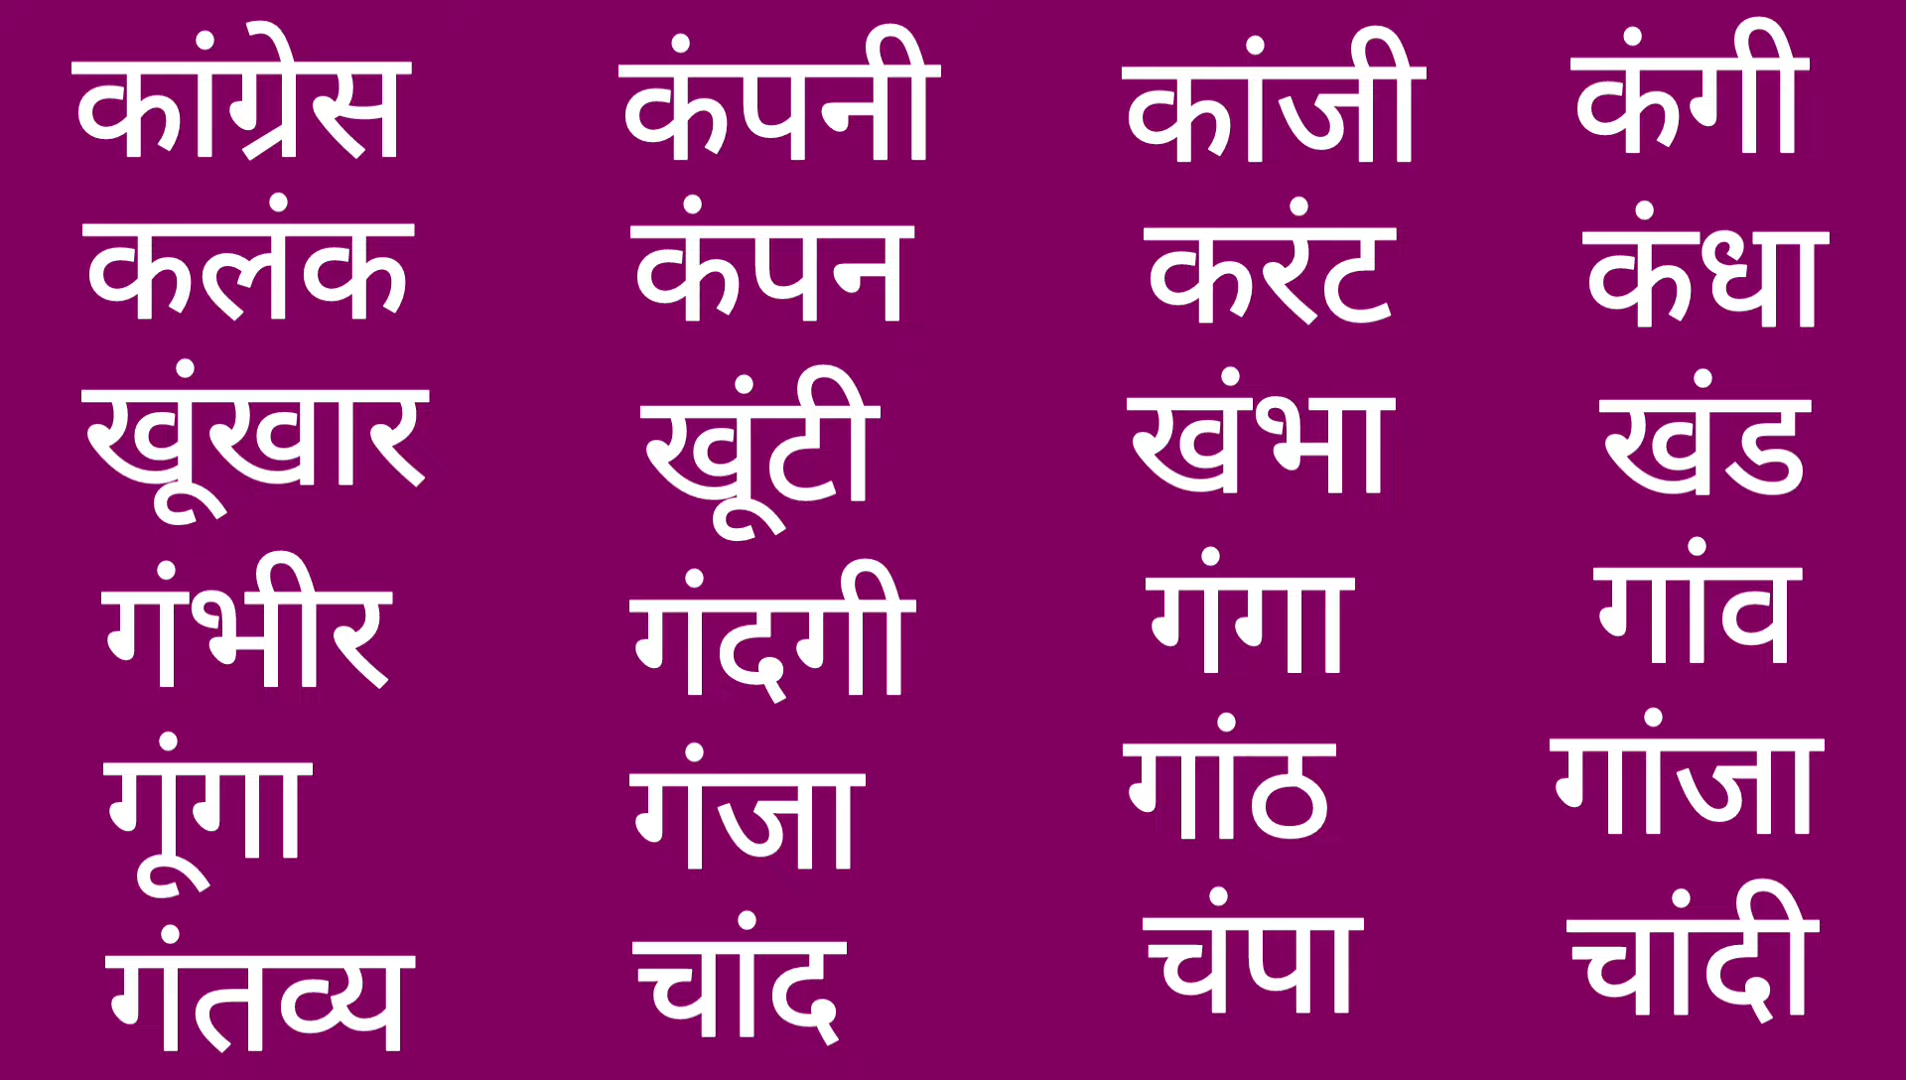 कांग्रेस कंपनी कांजी कंगी
कलंक कंपन करंट कंधा
खूंखार खूंटी खंभा खंड
गंभीर गंदगी गंगा गांव
गूंगा गंजा गांठ गांजा
गंतव्य चांद चंपा चांदी